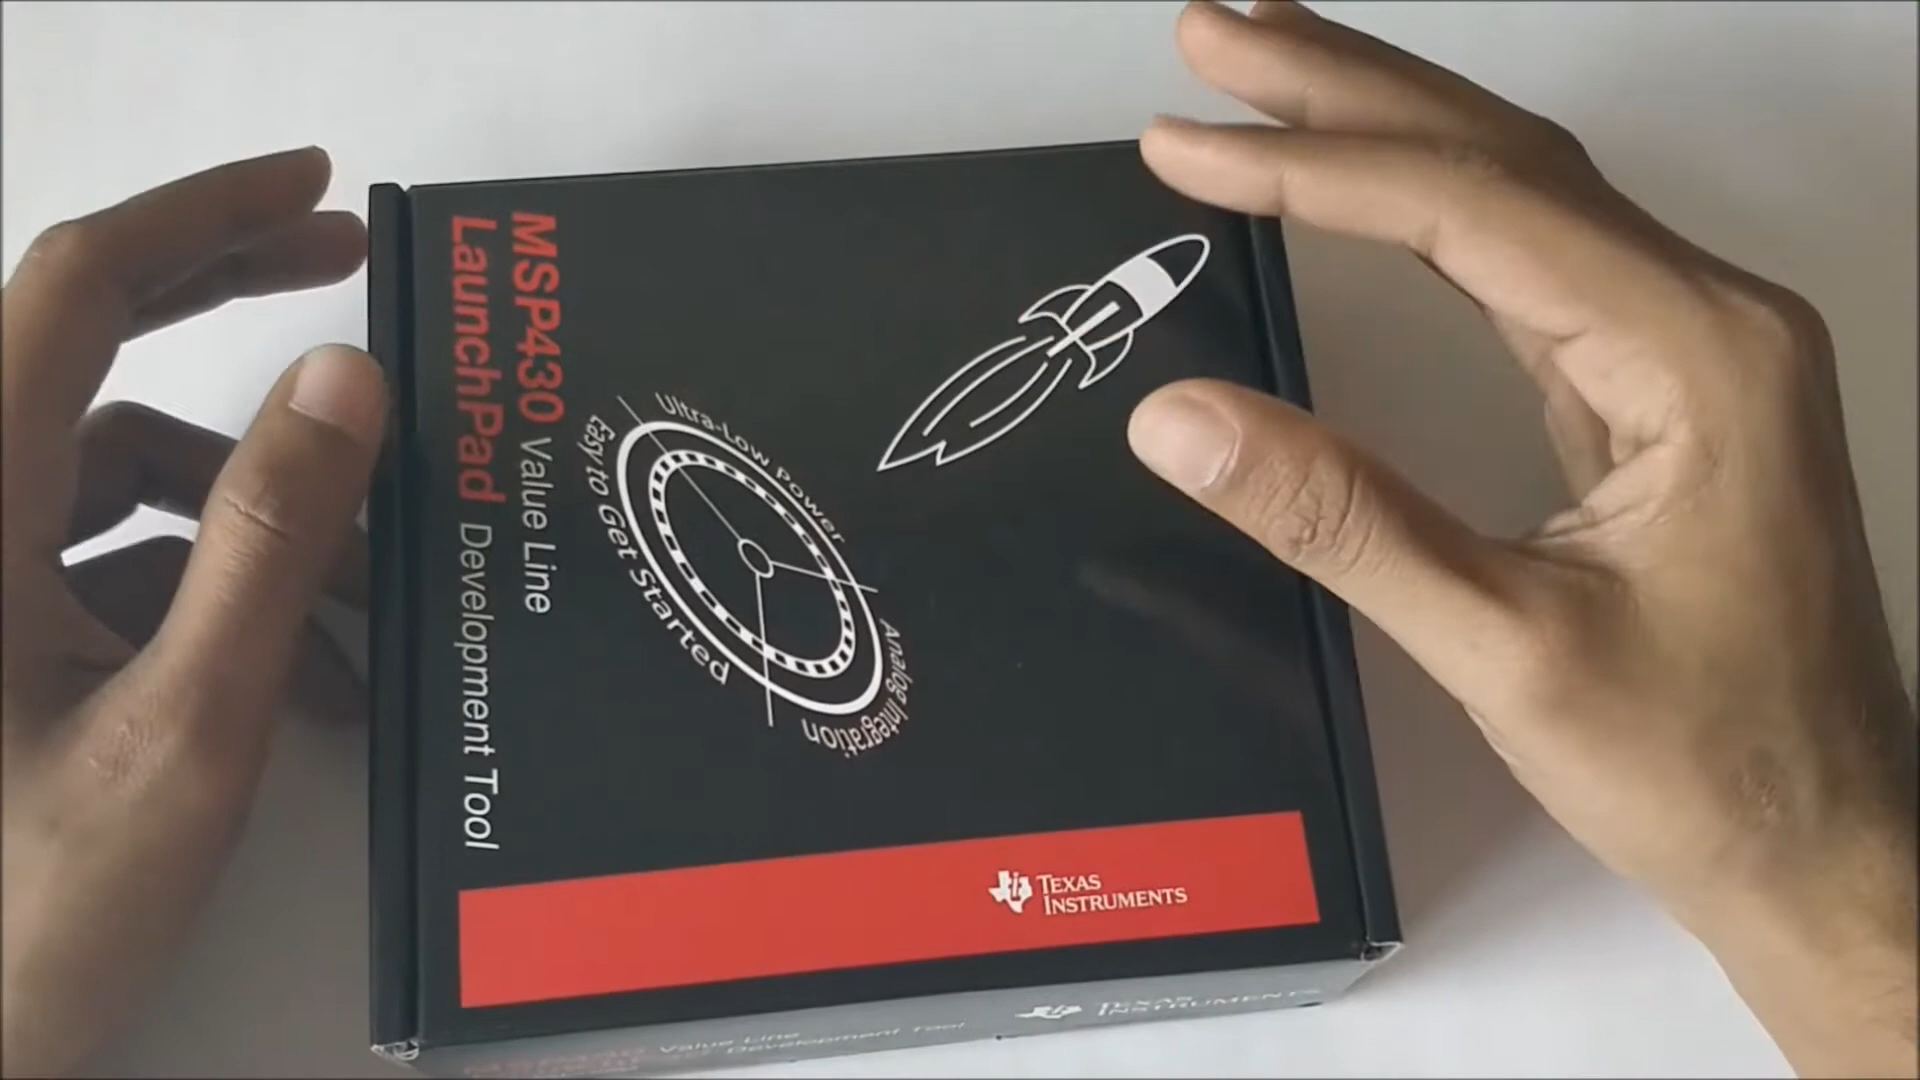 MSP430 Value Line
LaunchPad Development Tool
Ultra-Low Power
Easy to Get Started
Analog Integration
TEXAS
INSTRUMENTS
Value Line
Development Tool
TEXAS
INSTRUMENTS